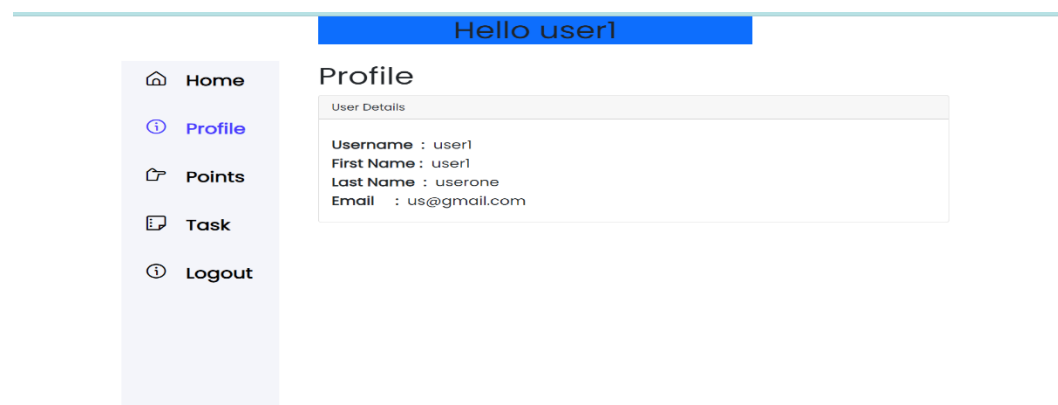 Hello user1
Home
Profile
Points
Task
Logout
Profile
User Details
Username : user1
First Name : user1
Last Name : userone
Email : us@gmail.com